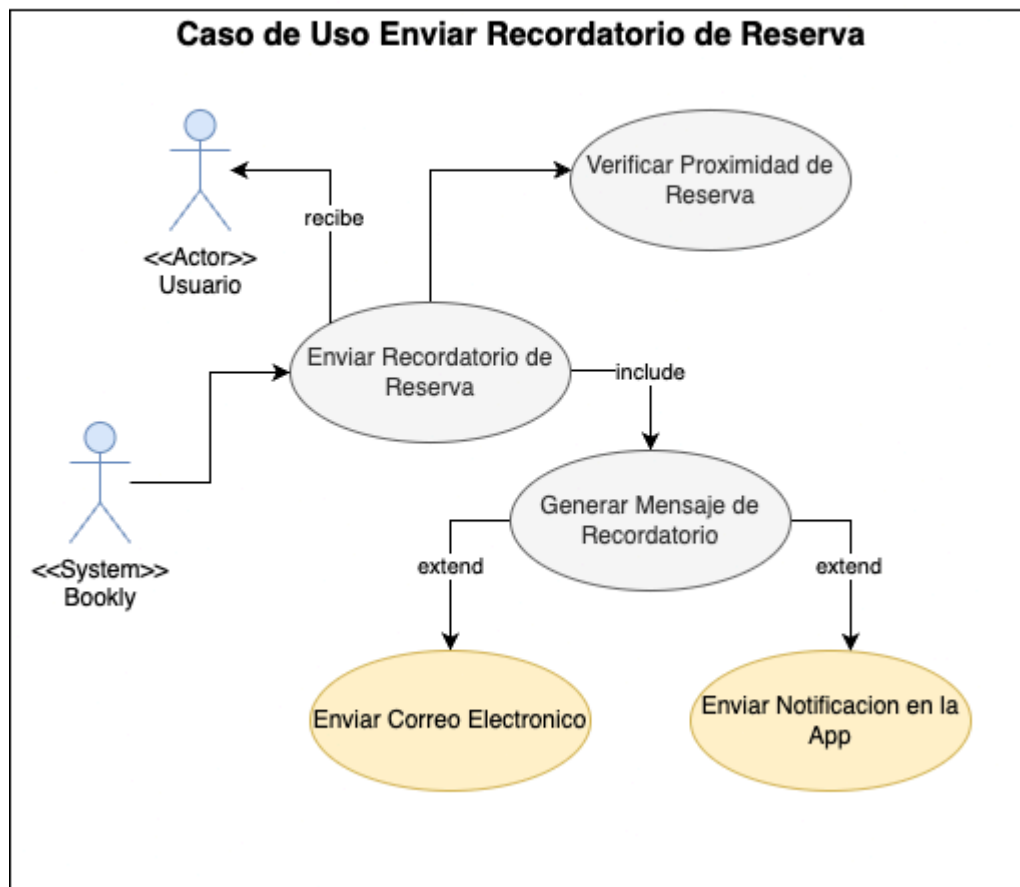 Caso de Uso Enviar Recordatorio de Reserva
Verificar Proximidad de
Reserva
recibe
<<Actor>>
Usuario
Enviar Recordatorio de
Reserva
include
Generar Mensaje de
Recordatorio
<<System>>
Bookly
extend
extend
Enviar Correo Electronico
Enviar Notificacion en la
App